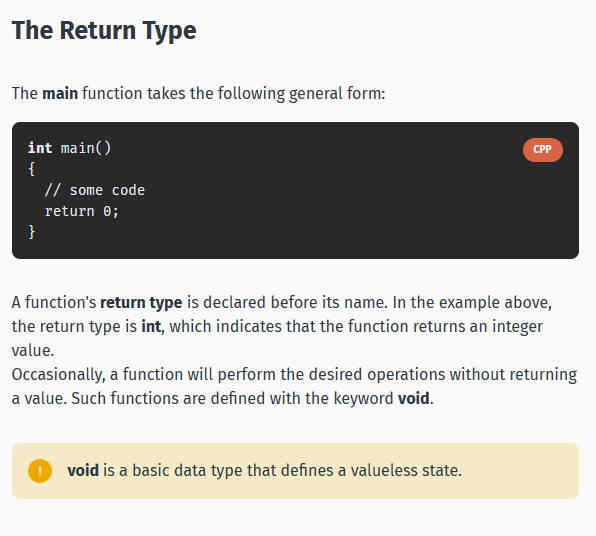 The Return Type
The main function takes the following general form:
int main()
CPP
{
// some code
return 0;
}
A function's return type is declared before its name. In the example above,
the return type is int, which indicates that the function returns an integer
value.
Occasionally, a function will perform the desired operations without returning
a value. Such functions are defined with the keyword void.
! void is a basic data type that defines a valueless state.